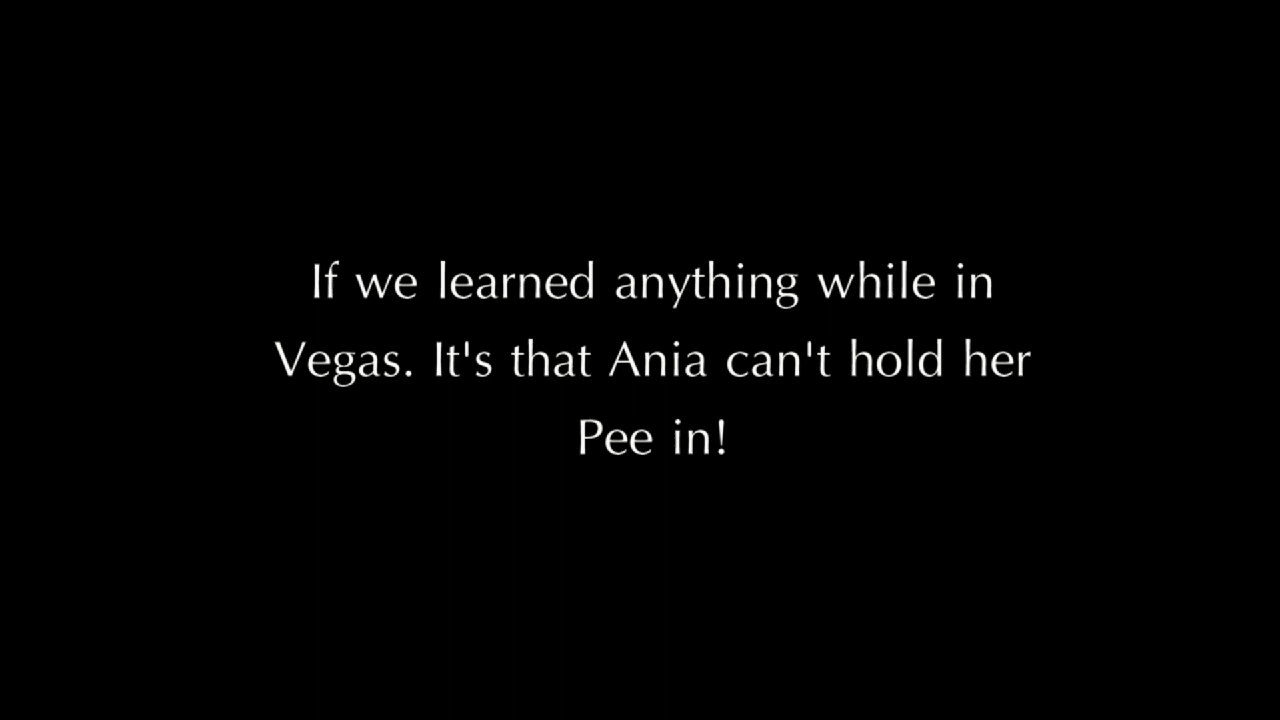 If we learned anything while in
Vegas. It's that Ania can't hold her
Pee in!